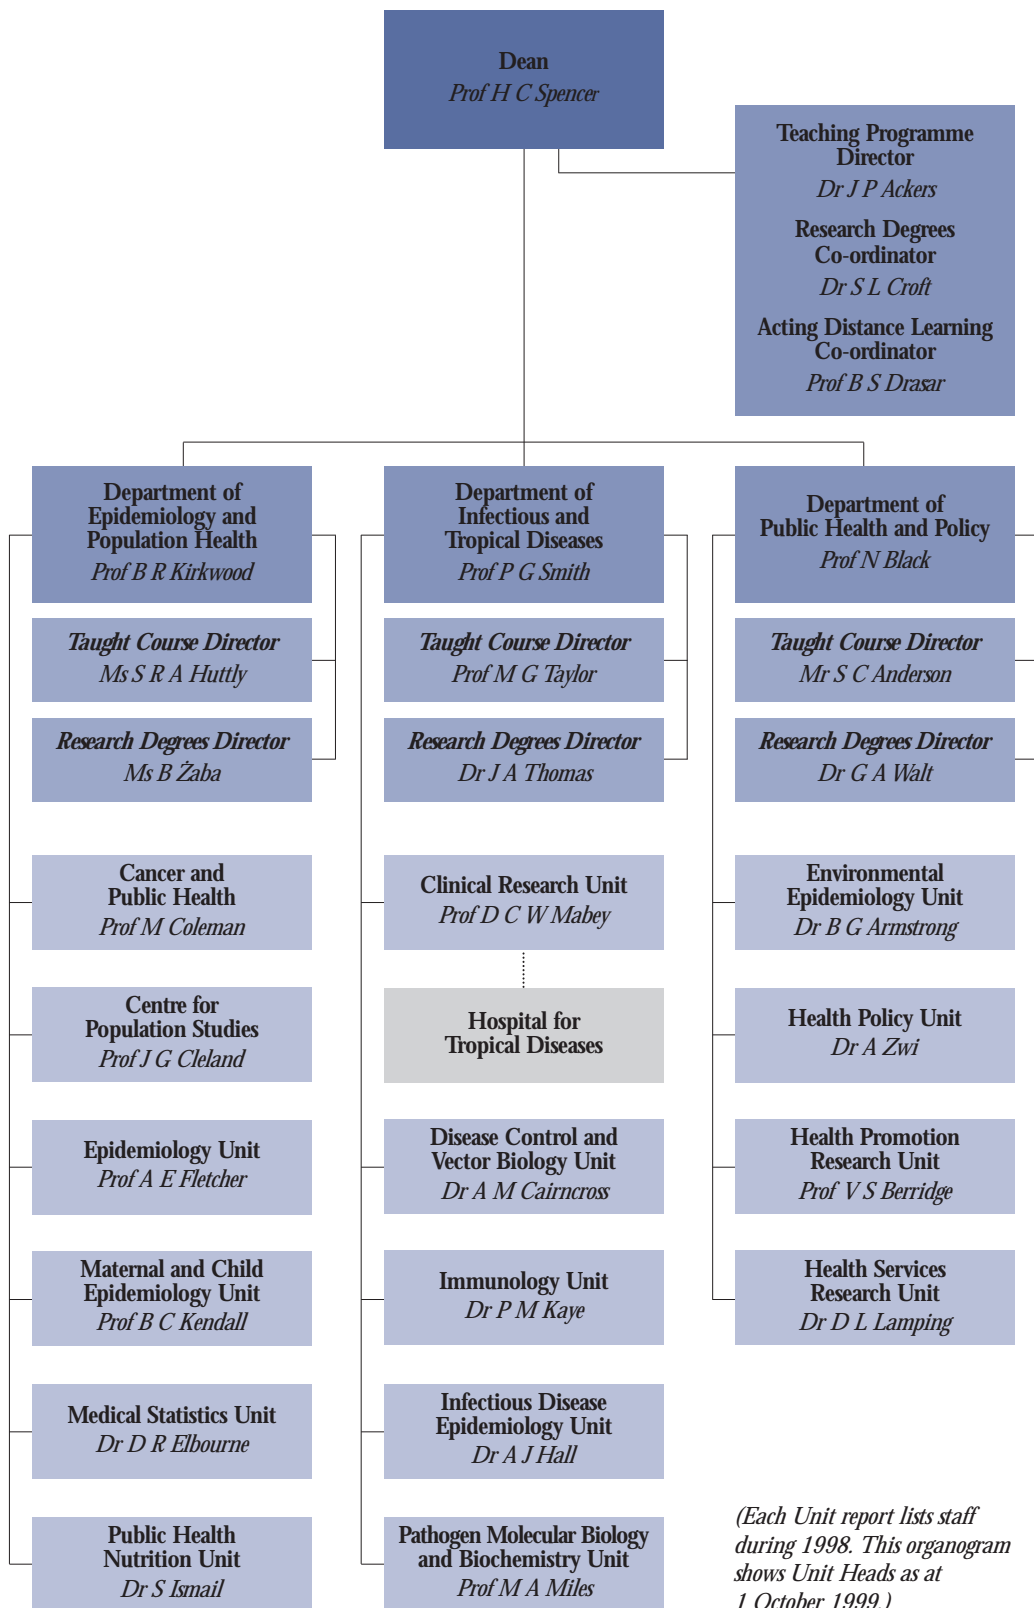 Dean
Prof H C Spencer
Teaching Programme
Director
Dr J P Ackers
Research Degrees
Co-ordinator
Dr S L Croft
Acting Distance Learning
Co-ordinator
Prof B S Drasar
Department of
Epidemiology and
Population Health
Prof B R Kirkwood
Taught Course Director
Ms S R A Huttly
Research Degrees Director
Ms B Żaba
Cancer and
Public Health
Prof M Coleman
Centre for
Population Studies
Prof J G Cleland
Epidemiology Unit
Prof A E Fletcher
Maternal and Child
Epidemiology Unit
Prof B C Kendall
Medical Statistics Unit
Dr D R Elbourne
Public Health
Nutrition Unit
Dr S Ismail
Department of
Infectious and
Tropical Diseases
Prof P G Smith
Taught Course Director
Prof M G Taylor
Research Degrees Director
Dr J A Thomas
Clinical Research Unit
Prof D C W Mabey
Hospital for
Tropical Diseases
Disease Control and
Vector Biology Unit
Dr A M Cairncross
Immunology Unit
Dr P M Kaye
Infectious Disease
Epidemiology Unit
Dr A J Hall
Pathogen Molecular Biology
and Biochemistry Unit
Prof M A Miles
Department of
Public Health and Policy
Prof N Black
Taught Course Director
Mr S C Anderson
Research Degrees Director
Dr G A Walt
Environmental
Epidemiology Unit
Dr B G Armstrong
Health Policy Unit
Dr A Zwi
Health Promotion
Research Unit
Prof V S Berridge
Health Services
Research Unit
Dr D L Lamping
(Each Unit report lists staff
during 1998. This organogram
shows Unit Heads as at
1 October 1999.)